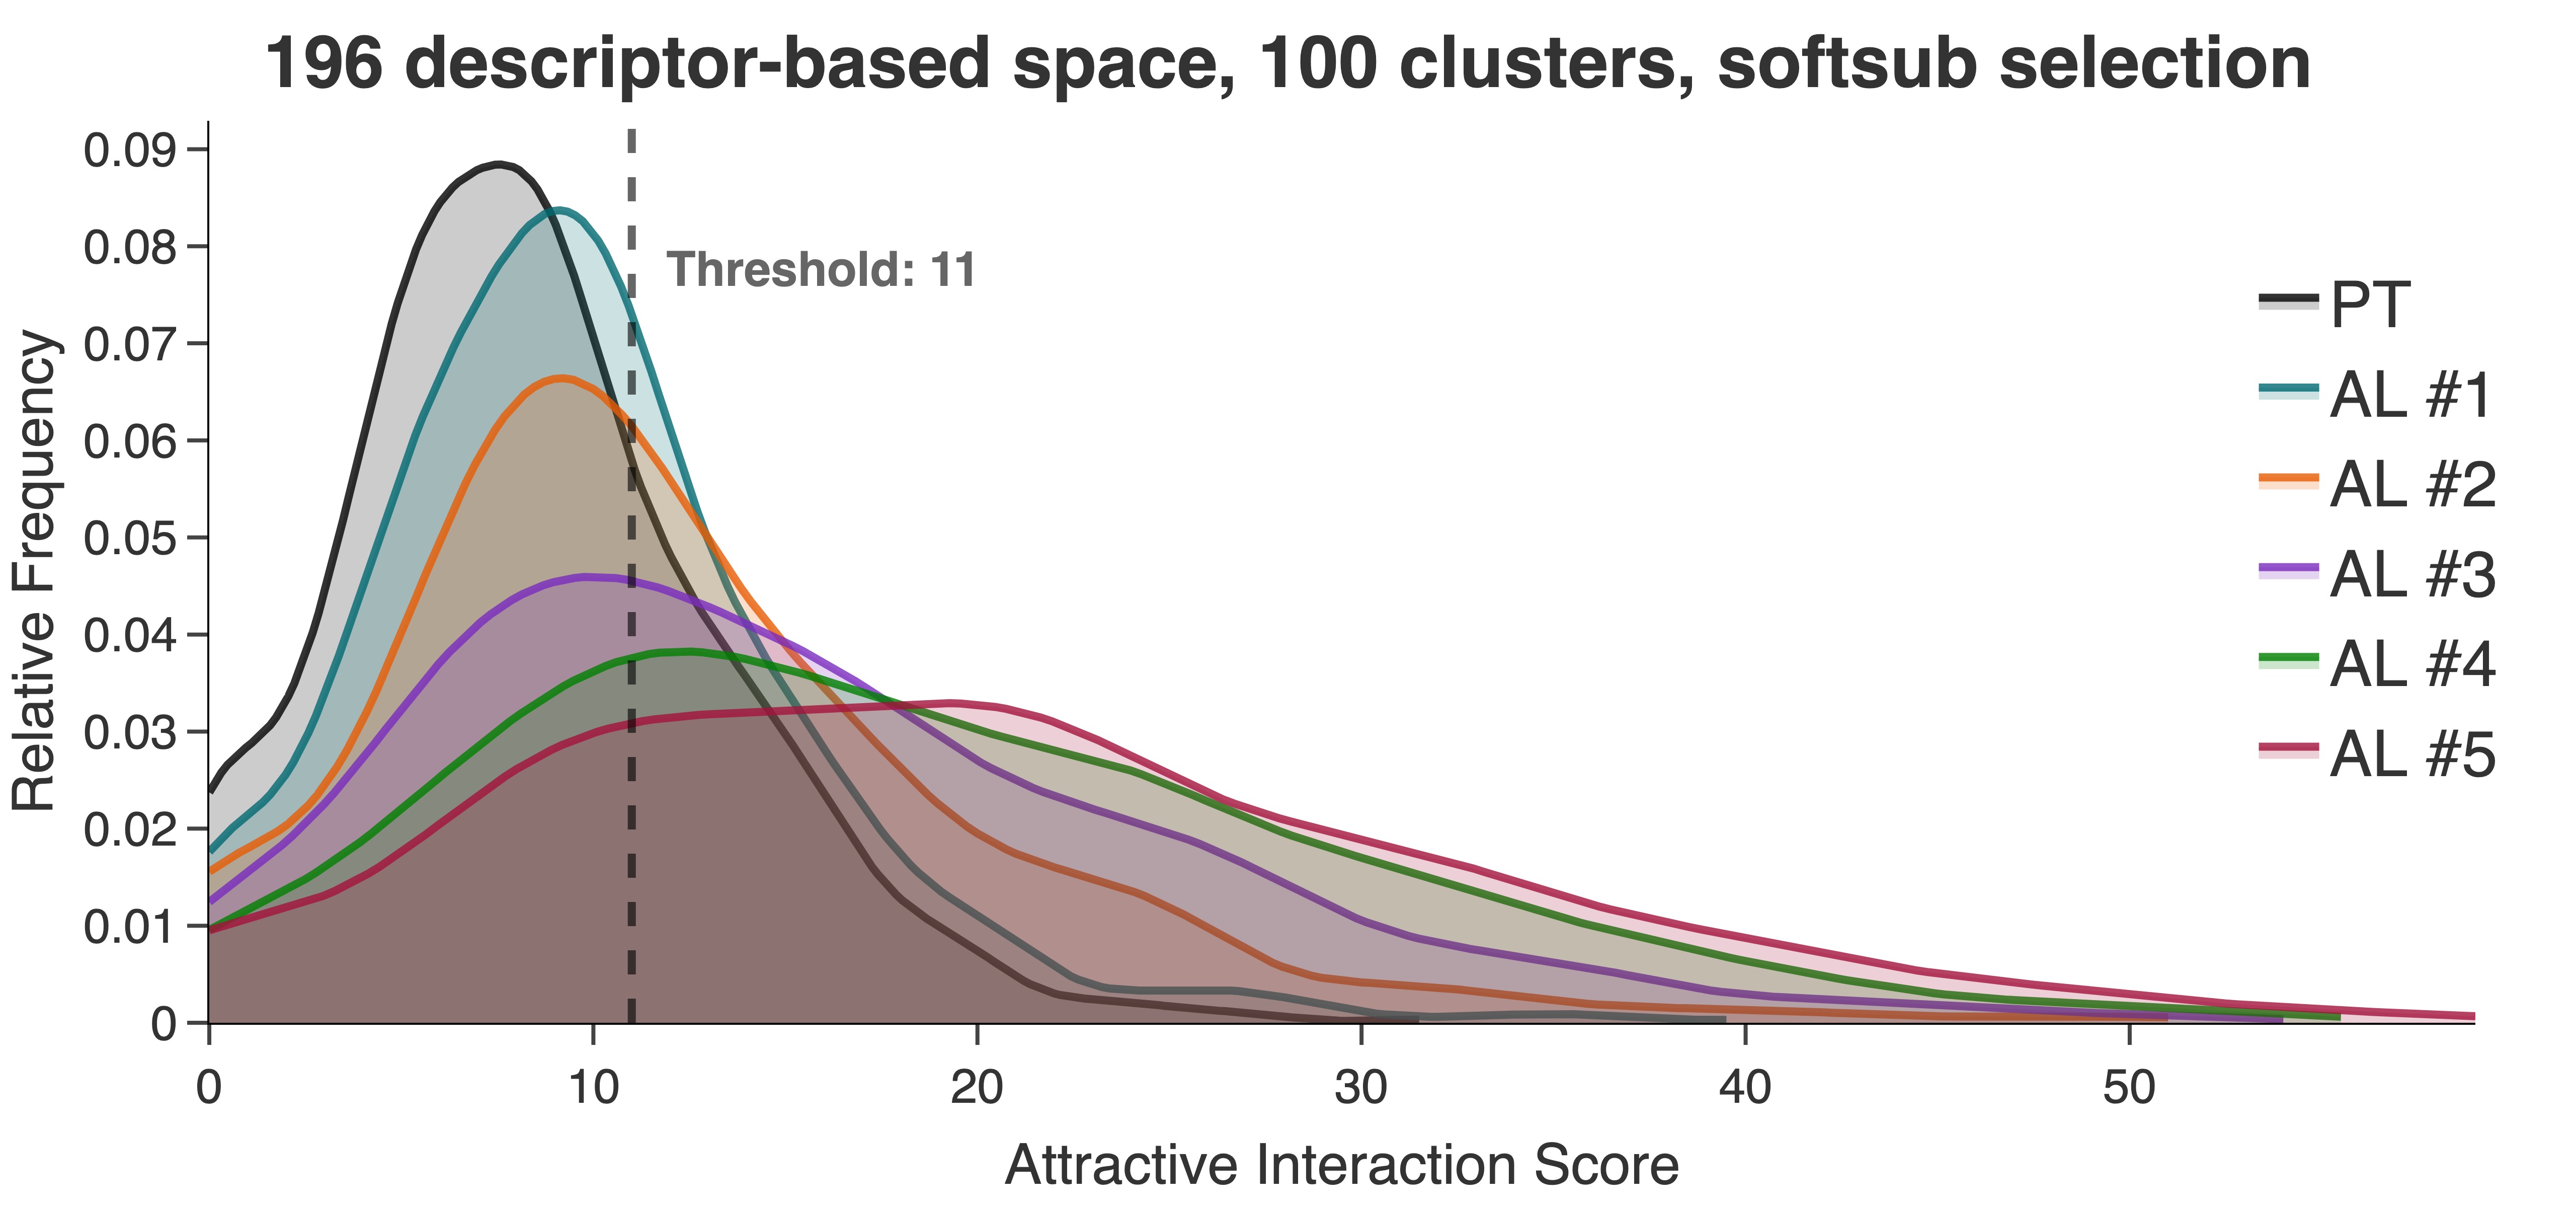 196 descriptor-based space, 100 clusters, softsub selection
0.09
0.08
0.07
0.06
0.05
0.04
0.03
0.02
0.01
0
Relative Frequency
Threshold: 11
PT
AL #1
AL #2
AL #3
AL #4
AL #5
0 10 20 30 40 50
Attractive Interaction Score